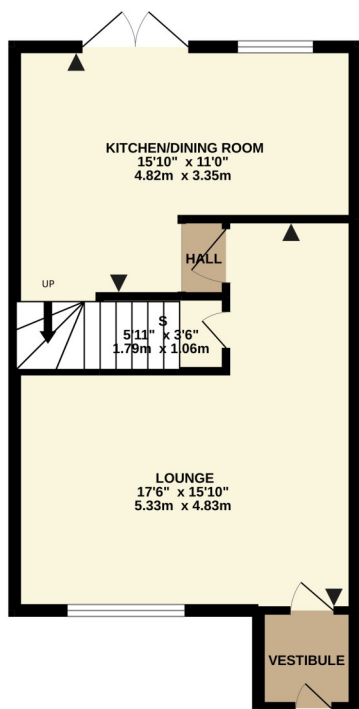 KITCHEN/DINING ROOM
15'10" x 11'0"
4.82m x 3.35m
HALL
UP
S
5'11" x 3'6"
1.79m x 1.06m
LOUNGE
17'6" x 15'10"
5.33m x 4.83m
VESTIBULE